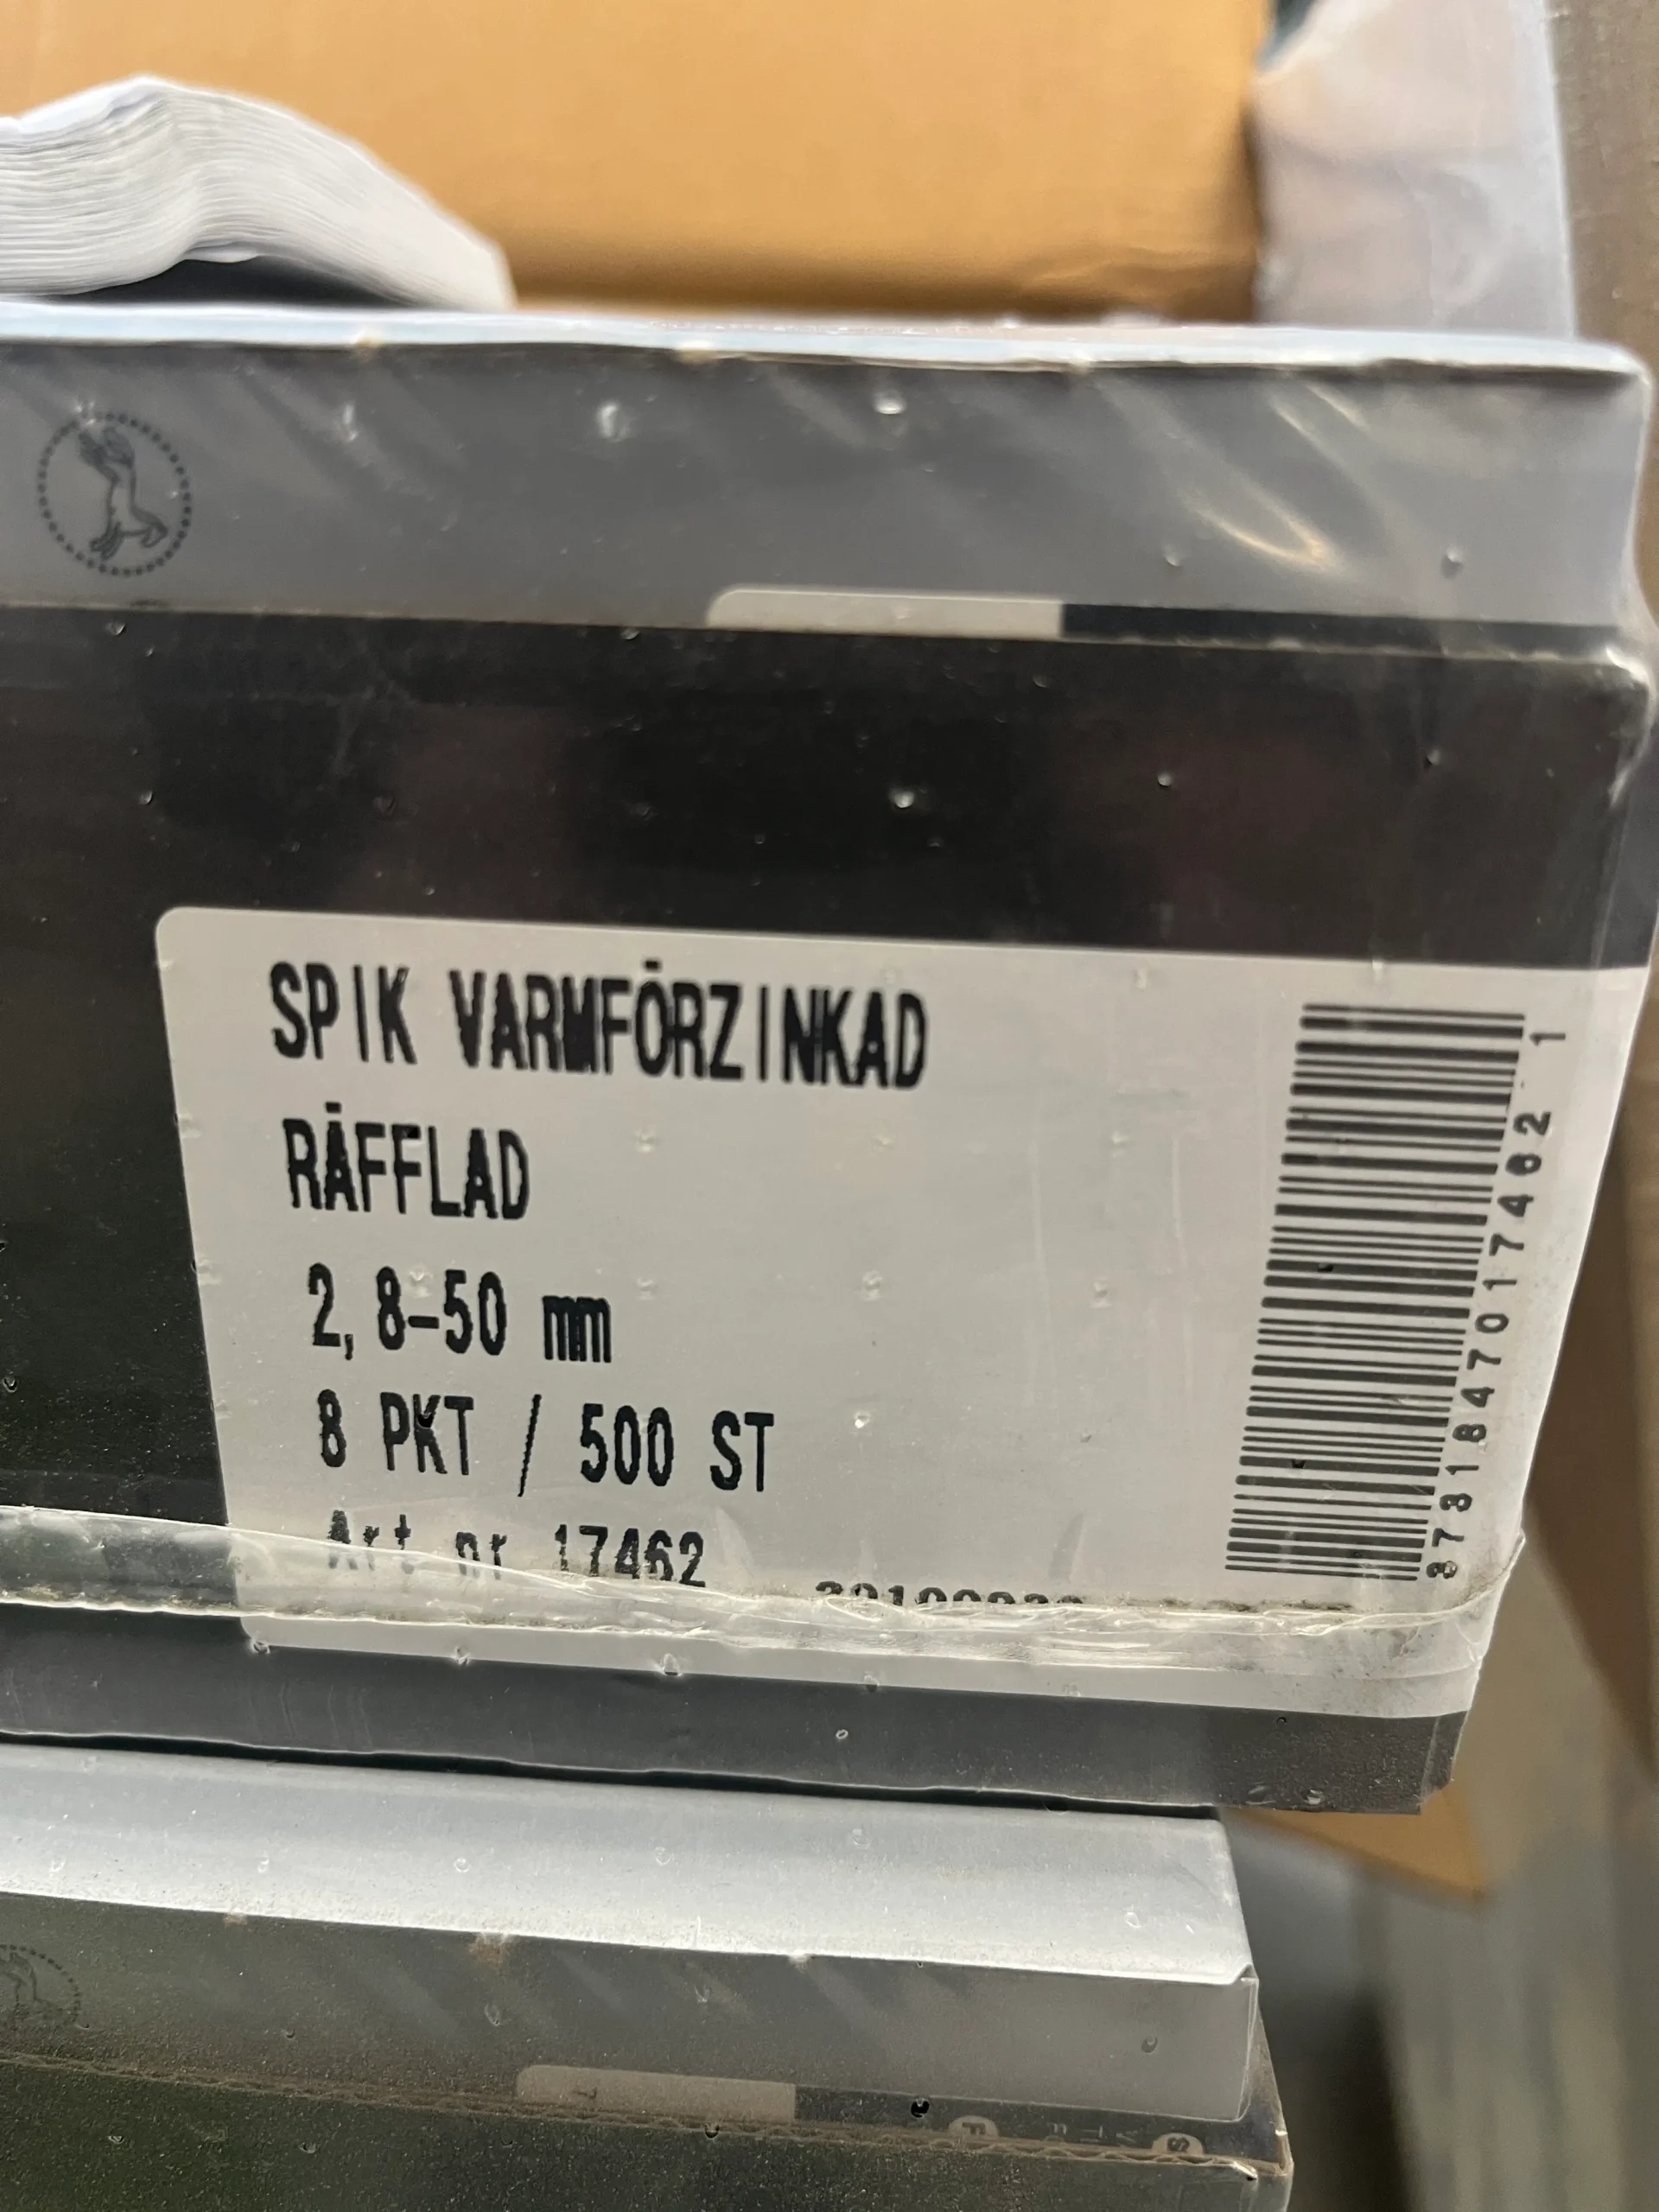 SPIK VARMFÖRZINKAD
RÄFFLAD
2,8-50 mm
8 PKT / 500 ST
Art nr 17462
8731847017462 1